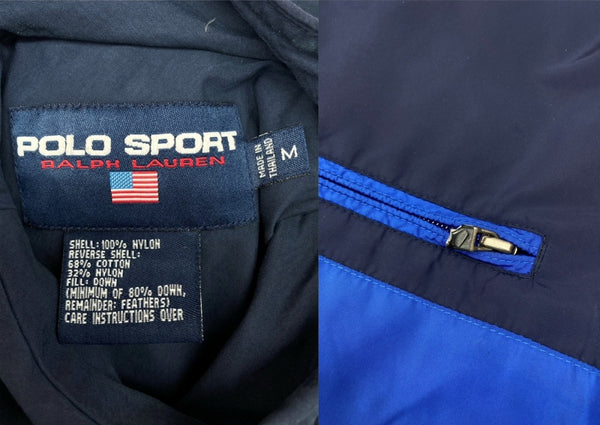 POLO SPORT
RALPH LAUREN
MADE IN
THAILAND
M
SHELL: 100% NYLON
REVERSE SHELL:
68% COTTON
32% NYLON
FILL: DOWN
(MINIMUM OF 80% DOWN,
REMAINDER: FEATHERS)
CARE INSTRUCTIONS OVER